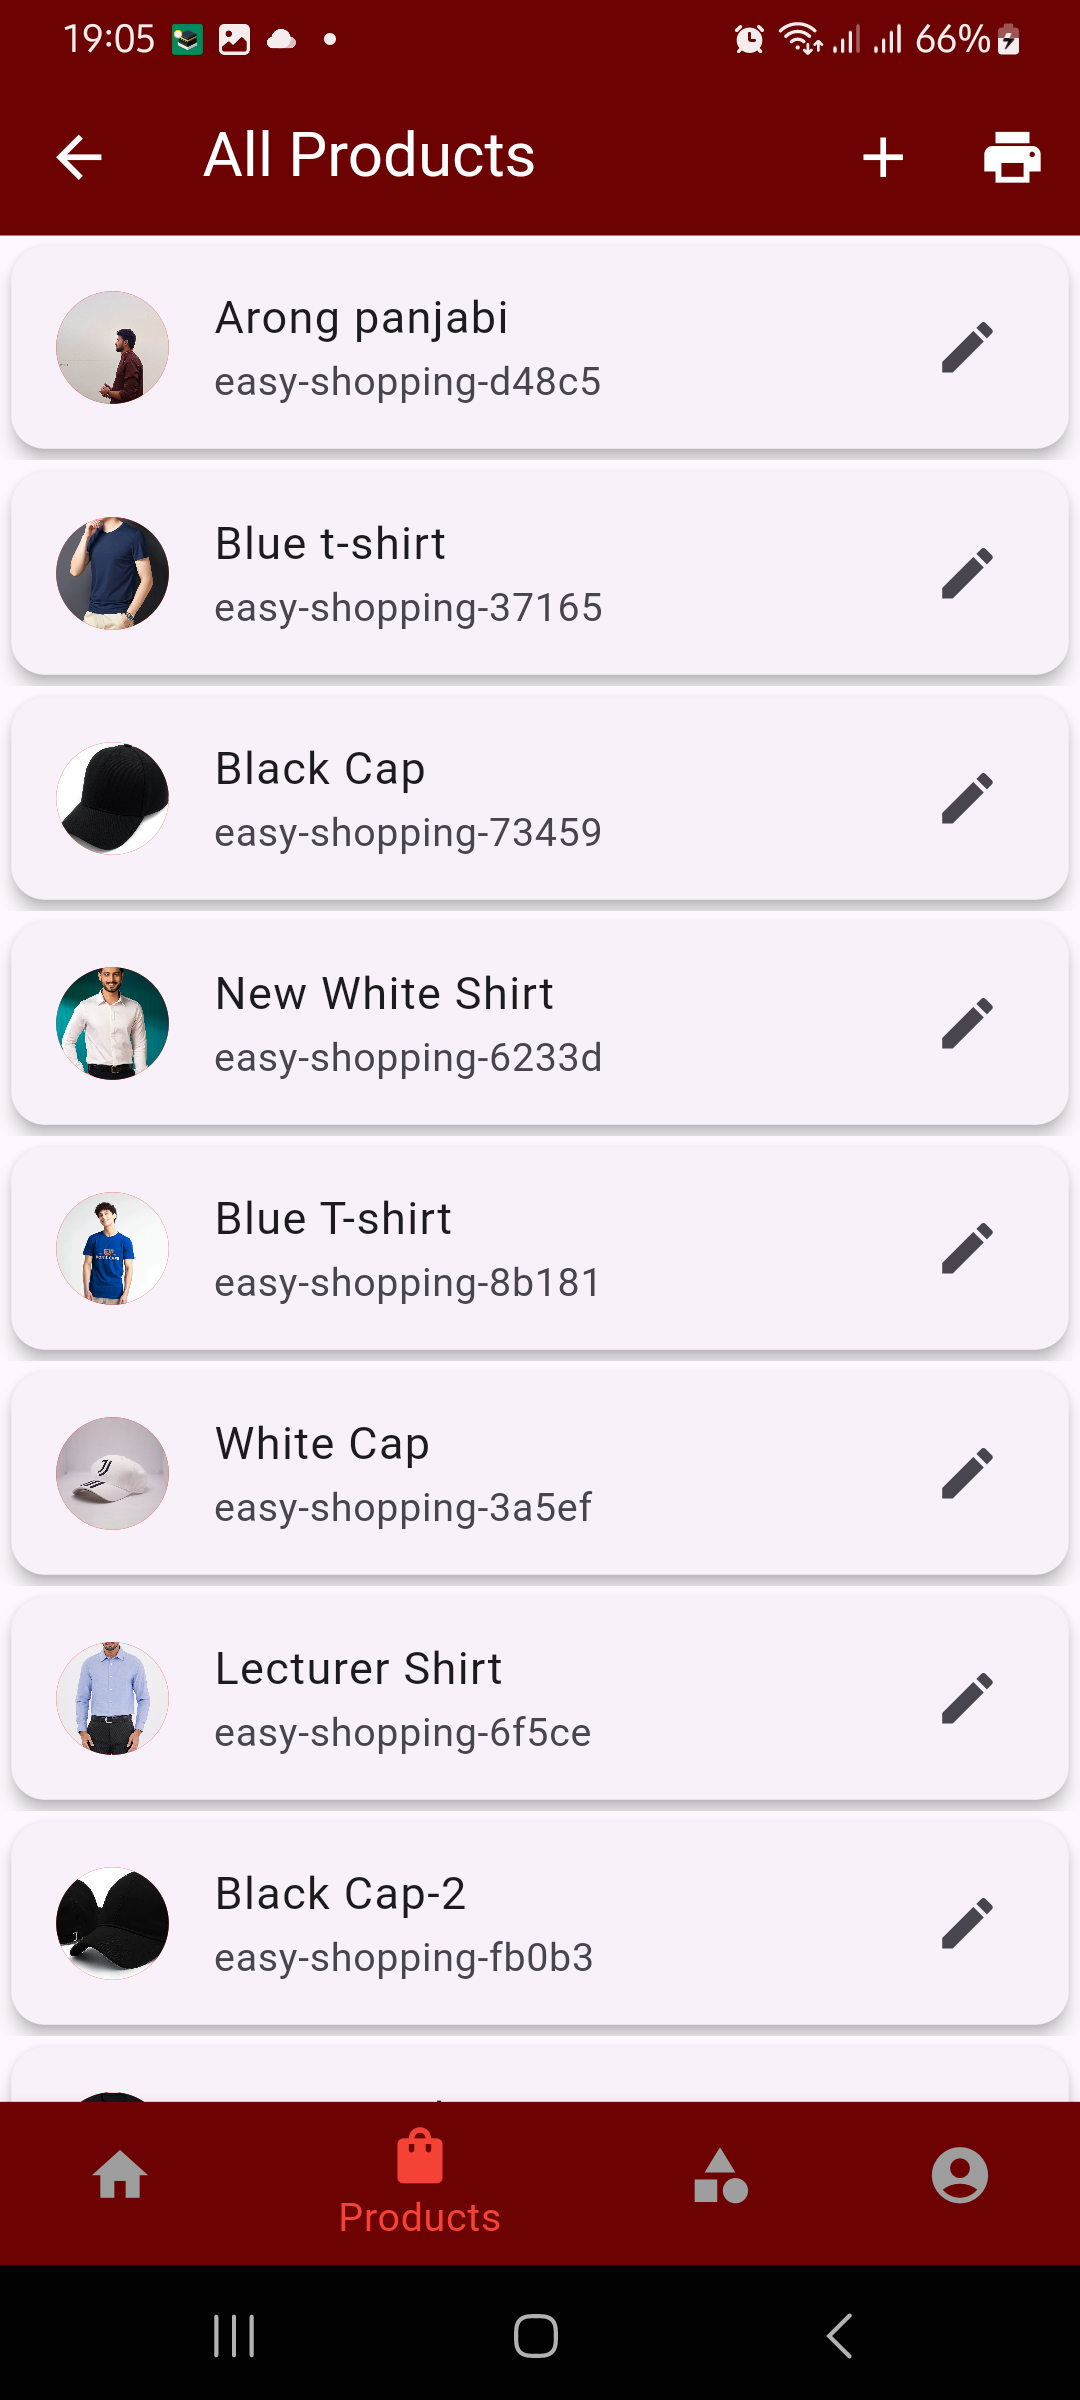 19:05
66%
All Products
Arong panjabi
easy-shopping-d48c5
Blue t-shirt
easy-shopping-37165
Black Cap
easy-shopping-73459
New White Shirt
easy-shopping-6233d
Blue T-shirt
easy-shopping-8b181
White Cap
easy-shopping-3a5ef
Lecturer Shirt
easy-shopping-6f5ce
Black Cap-2
easy-shopping-fb0b3
Products